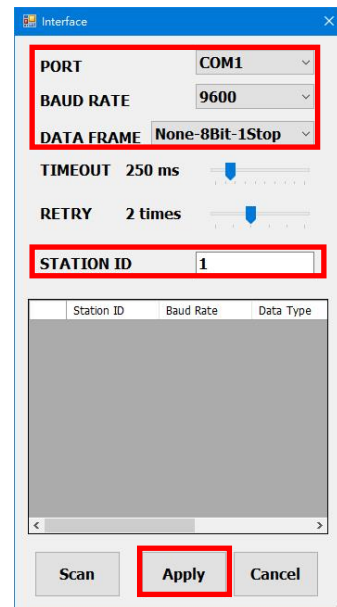 Interface
PORT COM1
BAUD RATE 9600
DATA FRAME None-8Bit-1Stop
TIMEOUT 250 ms
RETRY 2 times
STATION ID 1
Station ID Baud Rate Data Type
Scan Apply Cancel